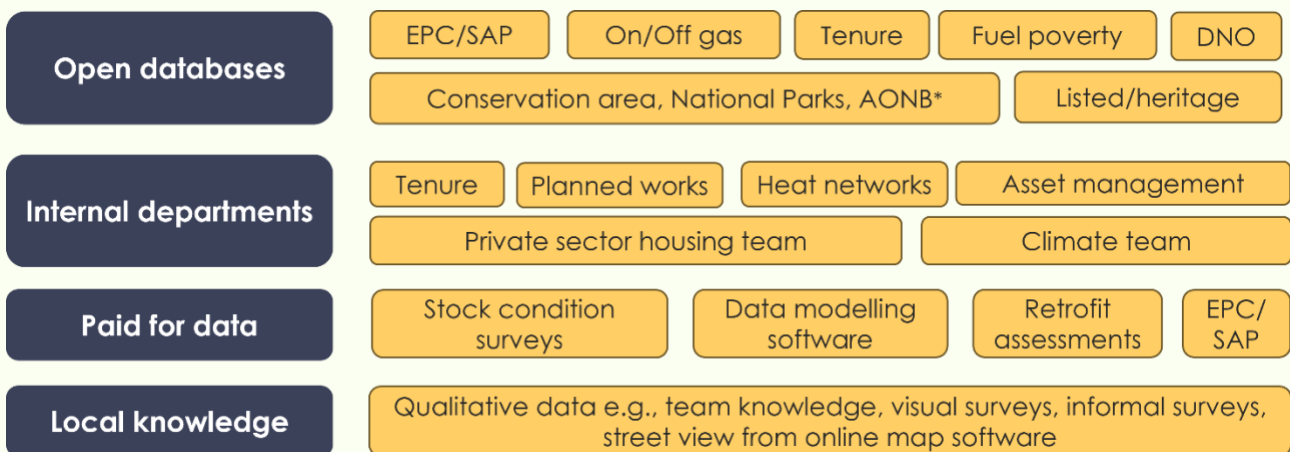 Open databases
EPC/SAP
On/Off gas
Tenure
Fuel poverty
DNO
Conservation area, National Parks, AONB*
Listed/heritage
Internal departments
Tenure
Planned works
Heat networks
Asset management
Private sector housing team
Climate team
Paid for data
Stock condition
surveys
Data modelling
software
Retrofit
assessments
EPC/
SAP
Local knowledge
Qualitative data e.g., team knowledge, visual surveys, informal surveys,
street view from online map software